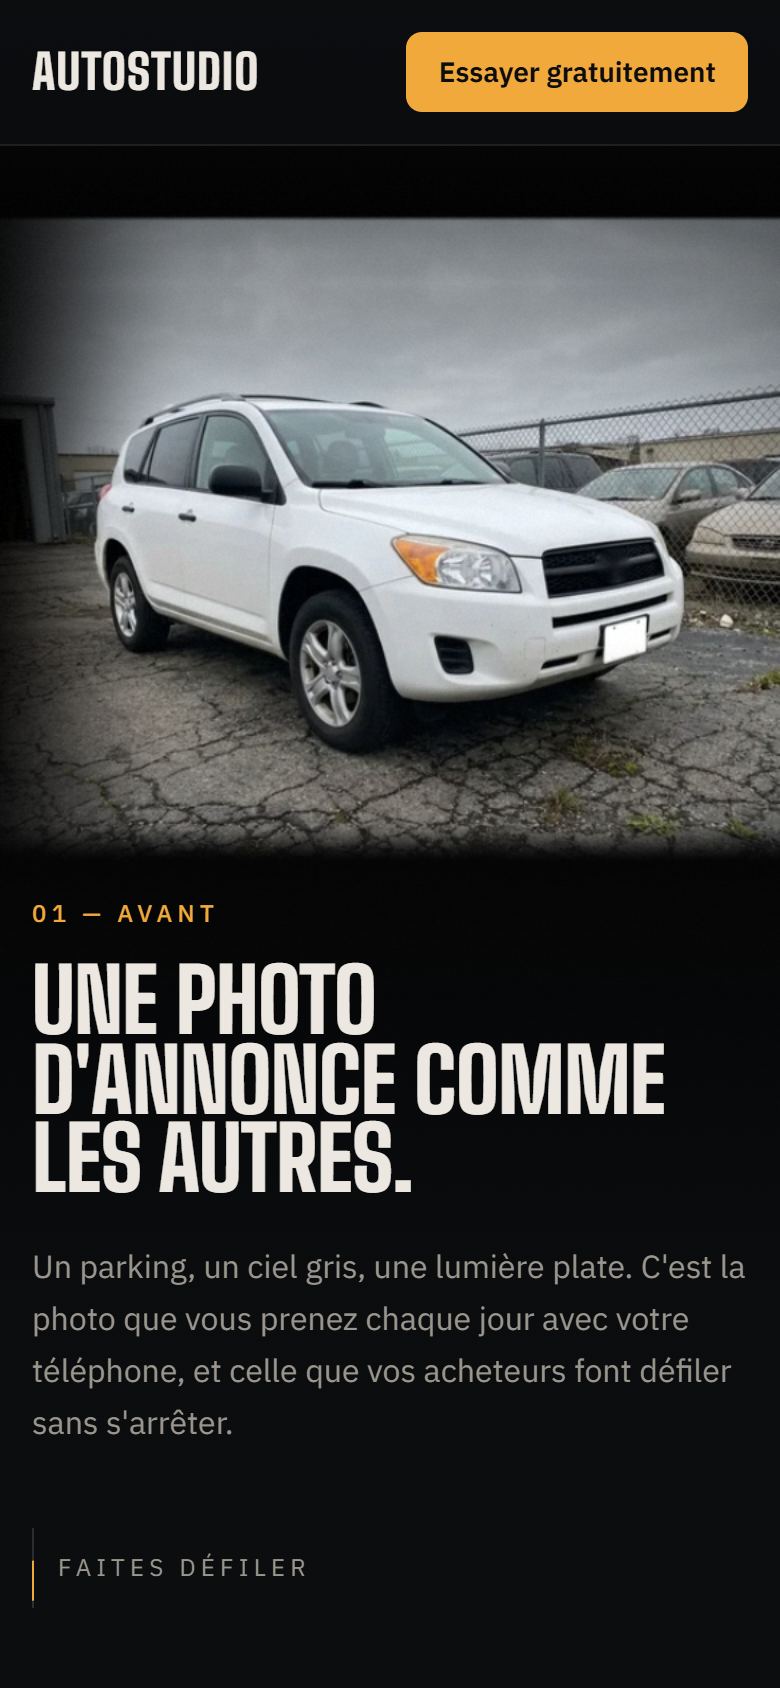 AUTOSTUDIO
Essayer gratuitement
01 — AVANT
UNE PHOTO
D'ANNONCE COMME
LES AUTRES.
Un parking, un ciel gris, une lumière plate. C'est la
photo que vous prenez chaque jour avec votre
téléphone, et celle que vos acheteurs font défiler
sans s'arrêter.
FAITES DÉFILER